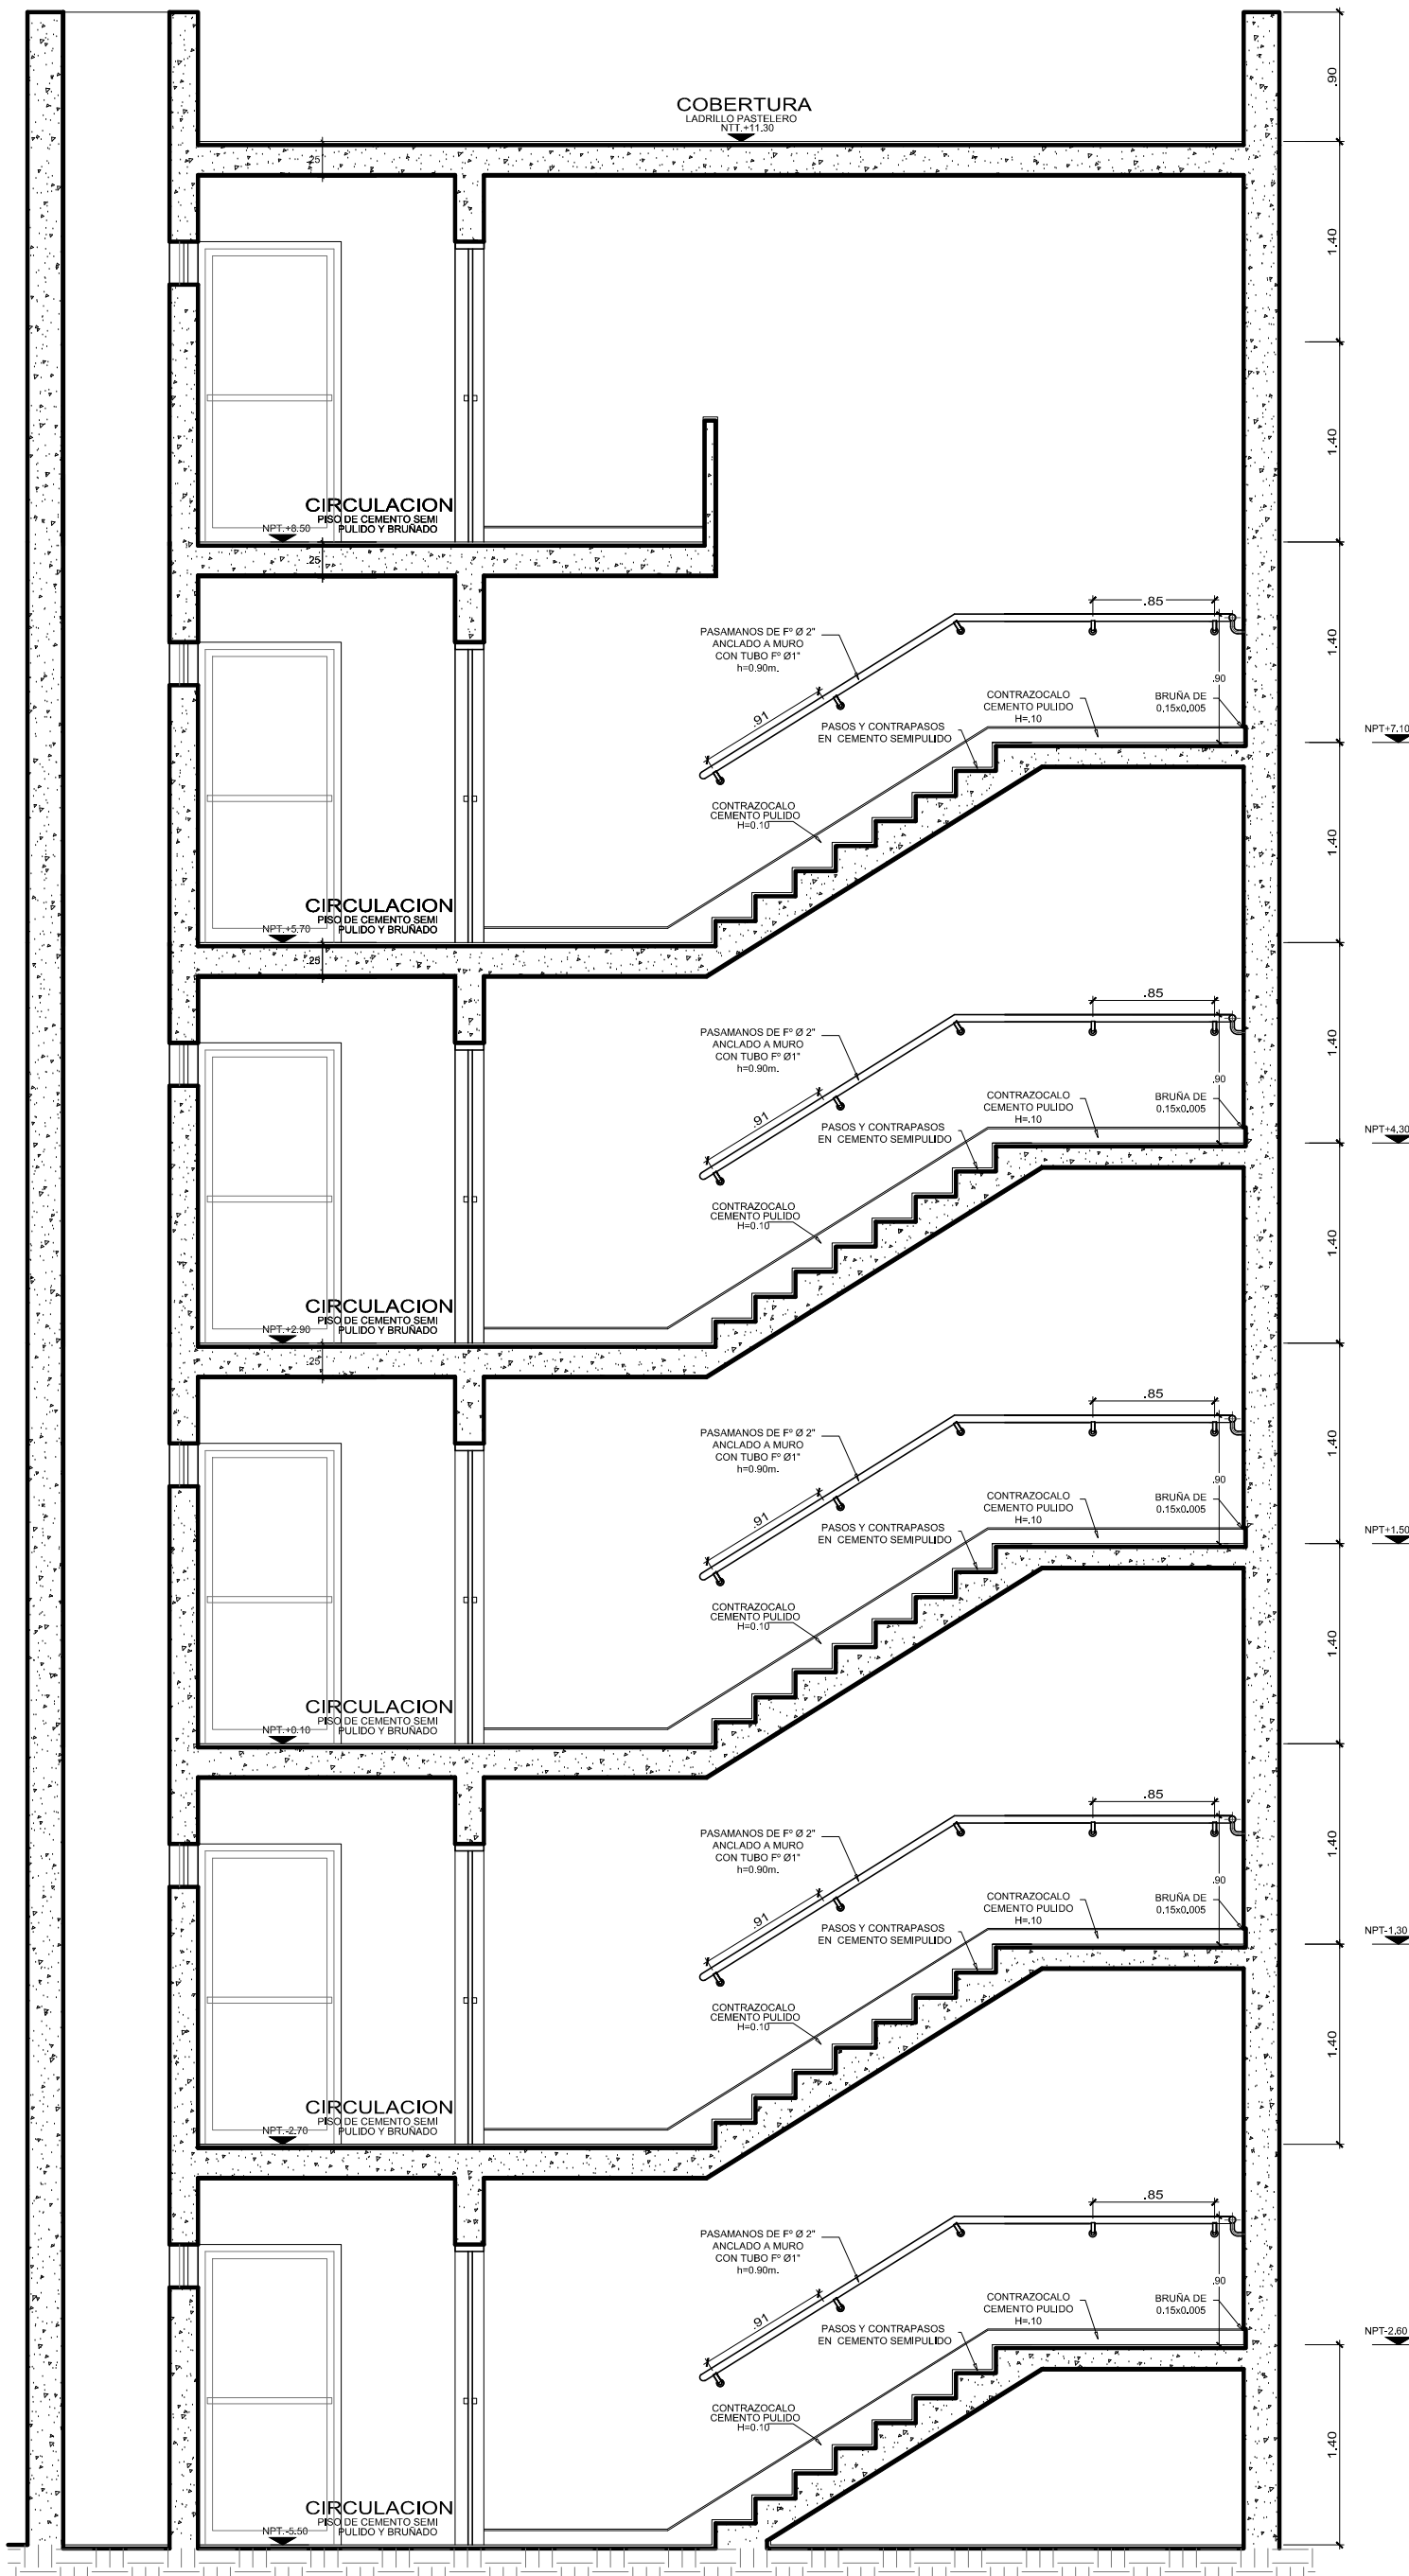 .90
COBERTURA
LADRILLO PASTELERO
NTT.+11.30
.25
1.40
1.40
CIRCULACION
PISO DE CEMENTO SEMI
PULIDO Y BRUÑADO
NPT.+8.50
.25
.85
PASAMANOS DE Fº Ø 2"
ANCLADO A MURO
CON TUBO Fº Ø1"
h=0.90m.
1.40
.90
.91
CONTRAZOCALO
CEMENTO PULIDO
H=.10
BRUÑA DE
0.15x0.005
PASOS Y CONTRAPASOS
EN CEMENTO SEMIPULIDO
NPT+7.10
CONTRAZOCALO
CEMENTO PULIDO
H=0.10
1.40
CIRCULACION
PISO DE CEMENTO SEMI
PULIDO Y BRUÑADO
NPT.+5.70
.25
.85
PASAMANOS DE Fº Ø 2"
ANCLADO A MURO
CON TUBO Fº Ø1"
h=0.90m.
1.40
.90
.91
CONTRAZOCALO
CEMENTO PULIDO
H=.10
BRUÑA DE
0.15x0.005
PASOS Y CONTRAPASOS
EN CEMENTO SEMIPULIDO
NPT+4.30
CONTRAZOCALO
CEMENTO PULIDO
H=0.10
1.40
CIRCULACION
PISO DE CEMENTO SEMI
PULIDO Y BRUÑADO
NPT.+2.90
.25
.85
PASAMANOS DE Fº Ø 2"
ANCLADO A MURO
CON TUBO Fº Ø1"
h=0.90m.
1.40
.90
.91
CONTRAZOCALO
CEMENTO PULIDO
H=.10
BRUÑA DE
0.15x0.005
PASOS Y CONTRAPASOS
EN CEMENTO SEMIPULIDO
NPT+1.50
CONTRAZOCALO
CEMENTO PULIDO
H=0.10
1.40
CIRCULACION
PISO DE CEMENTO SEMI
PULIDO Y BRUÑADO
NPT.+0.10
.85
PASAMANOS DE Fº Ø 2"
ANCLADO A MURO
CON TUBO Fº Ø1"
h=0.90m.
1.40
.90
.91
CONTRAZOCALO
CEMENTO PULIDO
H=.10
BRUÑA DE
0.15x0.005
PASOS Y CONTRAPASOS
EN CEMENTO SEMIPULIDO
NPT-1.30
CONTRAZOCALO
CEMENTO PULIDO
H=0.10
1.40
CIRCULACION
PISO DE CEMENTO SEMI
PULIDO Y BRUÑADO
NPT.-2.70
.85
PASAMANOS DE Fº Ø 2"
ANCLADO A MURO
CON TUBO Fº Ø1"
h=0.90m.
.90
.91
CONTRAZOCALO
CEMENTO PULIDO
H=.10
BRUÑA DE
0.15x0.005
PASOS Y CONTRAPASOS
EN CEMENTO SEMIPULIDO
NPT-2.60
CONTRAZOCALO
CEMENTO PULIDO
H=0.10
1.40
CIRCULACION
PISO DE CEMENTO SEMI
PULIDO Y BRUÑADO
NPT.-5.50